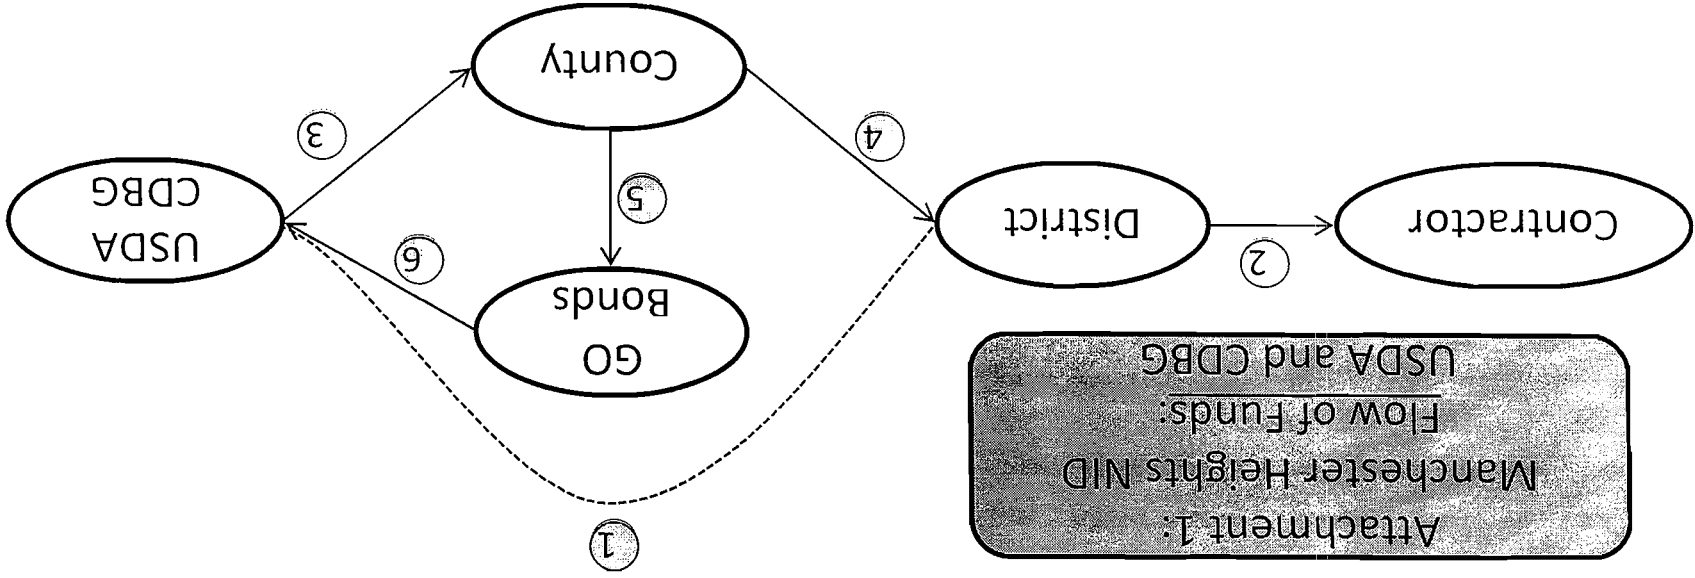 Attachment 1:
Manchester Heights NID
Flow of Funds:
USDA and CDBG
1
GO
Bonds
6
2
Contractor
District
USDA
CDBG
5
4
3
County